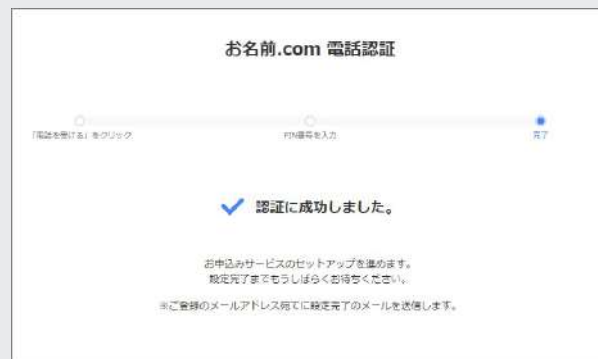 お名前.com 電話認証
「電話を受ける」をクリック
PIN番号を入力
完了
認証に成功しました。
お申込みサービスのセットアップを進めます。
設定完了までもうしばらくお待ちください。
※ご登録のメールアドレス宛てに設定完了のメールを送信します。